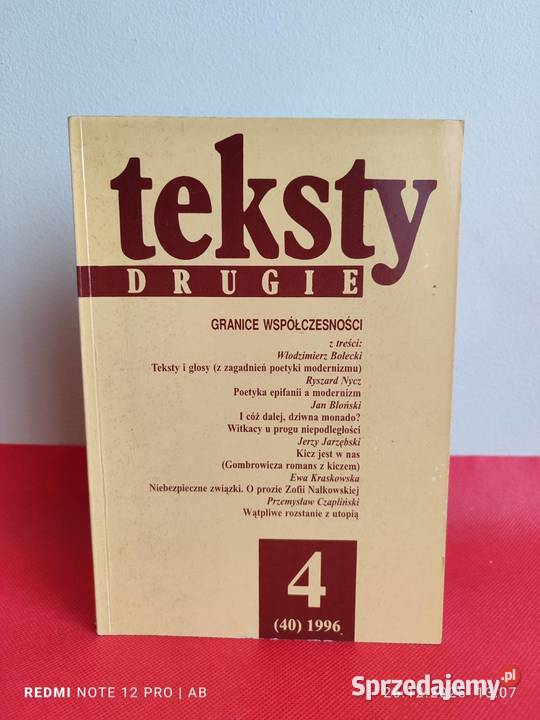 teksty
DRUGIE
GRANICE WSPÓŁCZESNOŚCI
z treści:
Włodzimierz Bolecki
Teksty i głosy (z zagadnień poetyki modernizmu)
Ryszard Nycz
Poetyka epifanii a modernizm
Jan Błoński
I cóż dalej, dziwna monado?
Witkacy u progu niepodległości
Jerzy Jarzębski
Kicz jest w nas
(Gombrowicza romans z kiczem)
Ewa Kraskowska
Niebezpieczne związki. O prozie Zofii Nałkowskiej
Przemysław Czapliński
Wątpliwe rozstanie z utopią
4
(40) 1996
REDMI NOTE 12 PRO | AB
Sprzedajemy.pl